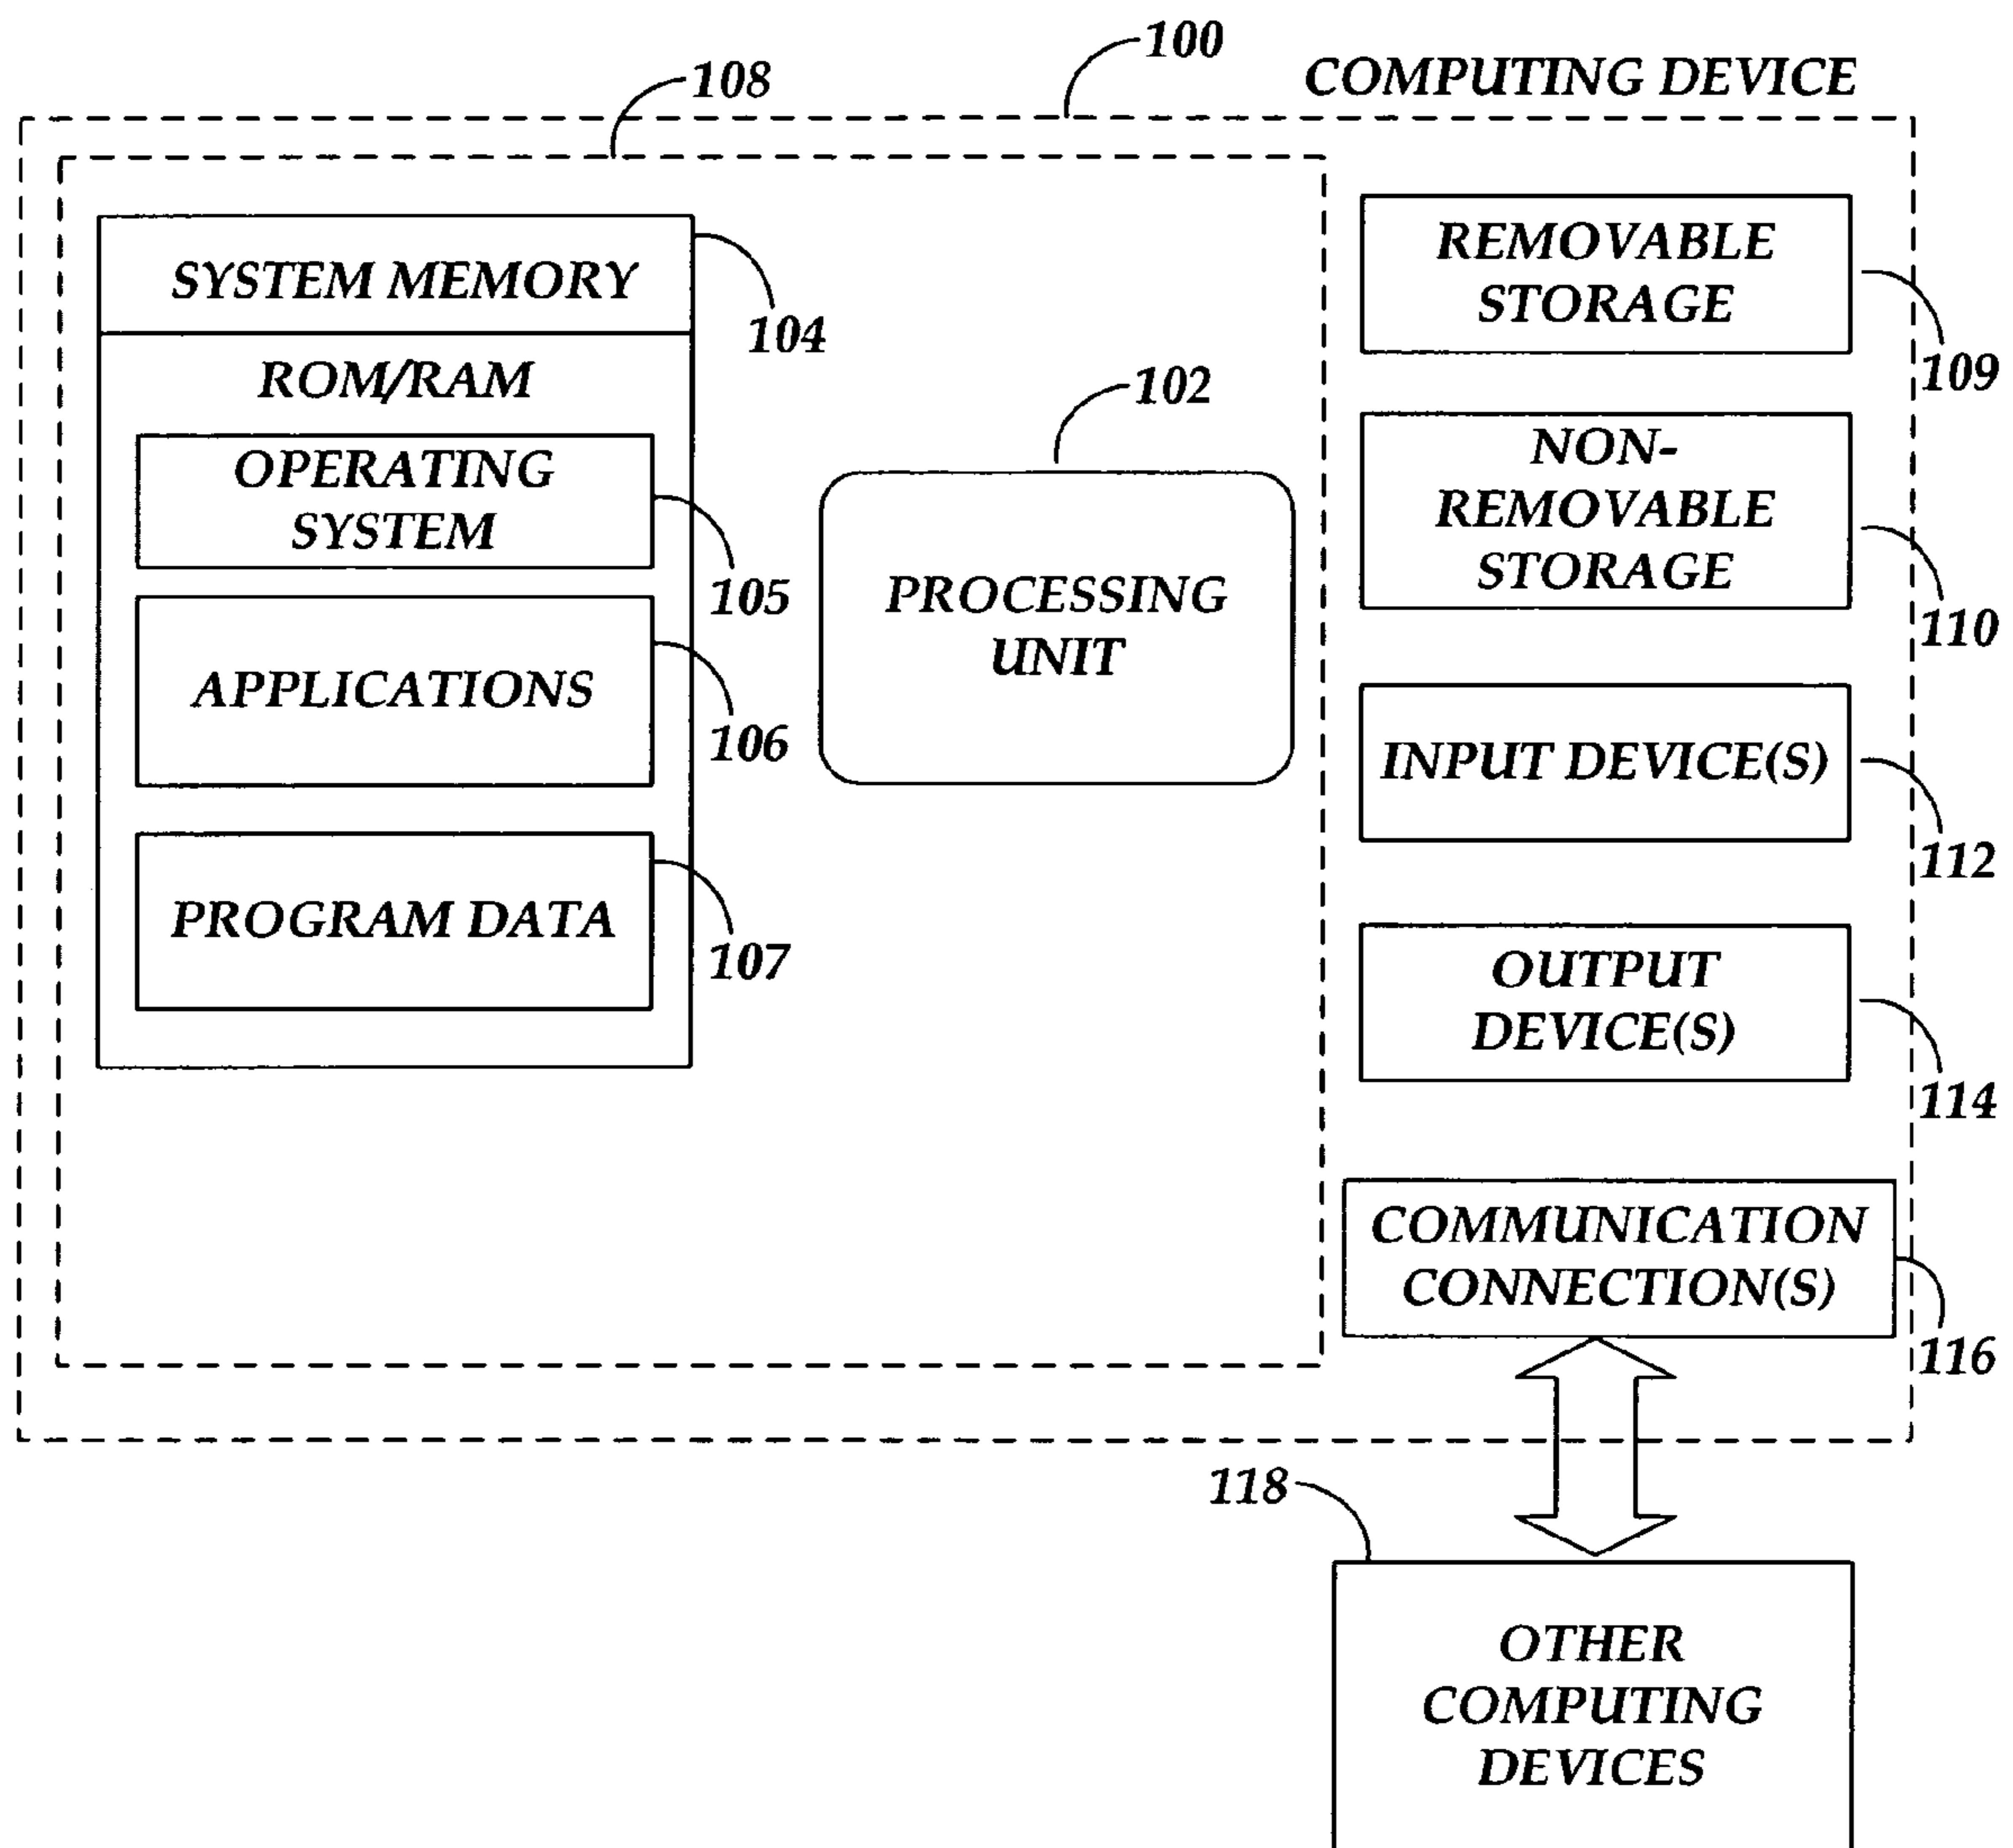 100
COMPUTING DEVICE
108
SYSTEM MEMORY
104
ROM/RAM
OPERATING
SYSTEM
105
APPLICATIONS
106
PROGRAM DATA
107
102
PROCESSING
UNIT
REMOVABLE
STORAGE
109
NON-
REMOVABLE
STORAGE
110
INPUT DEVICE(S)
112
OUTPUT
DEVICE(S)
114
COMMUNICATION
CONNECTION(S)
116
118
OTHER
COMPUTING
DEVICES